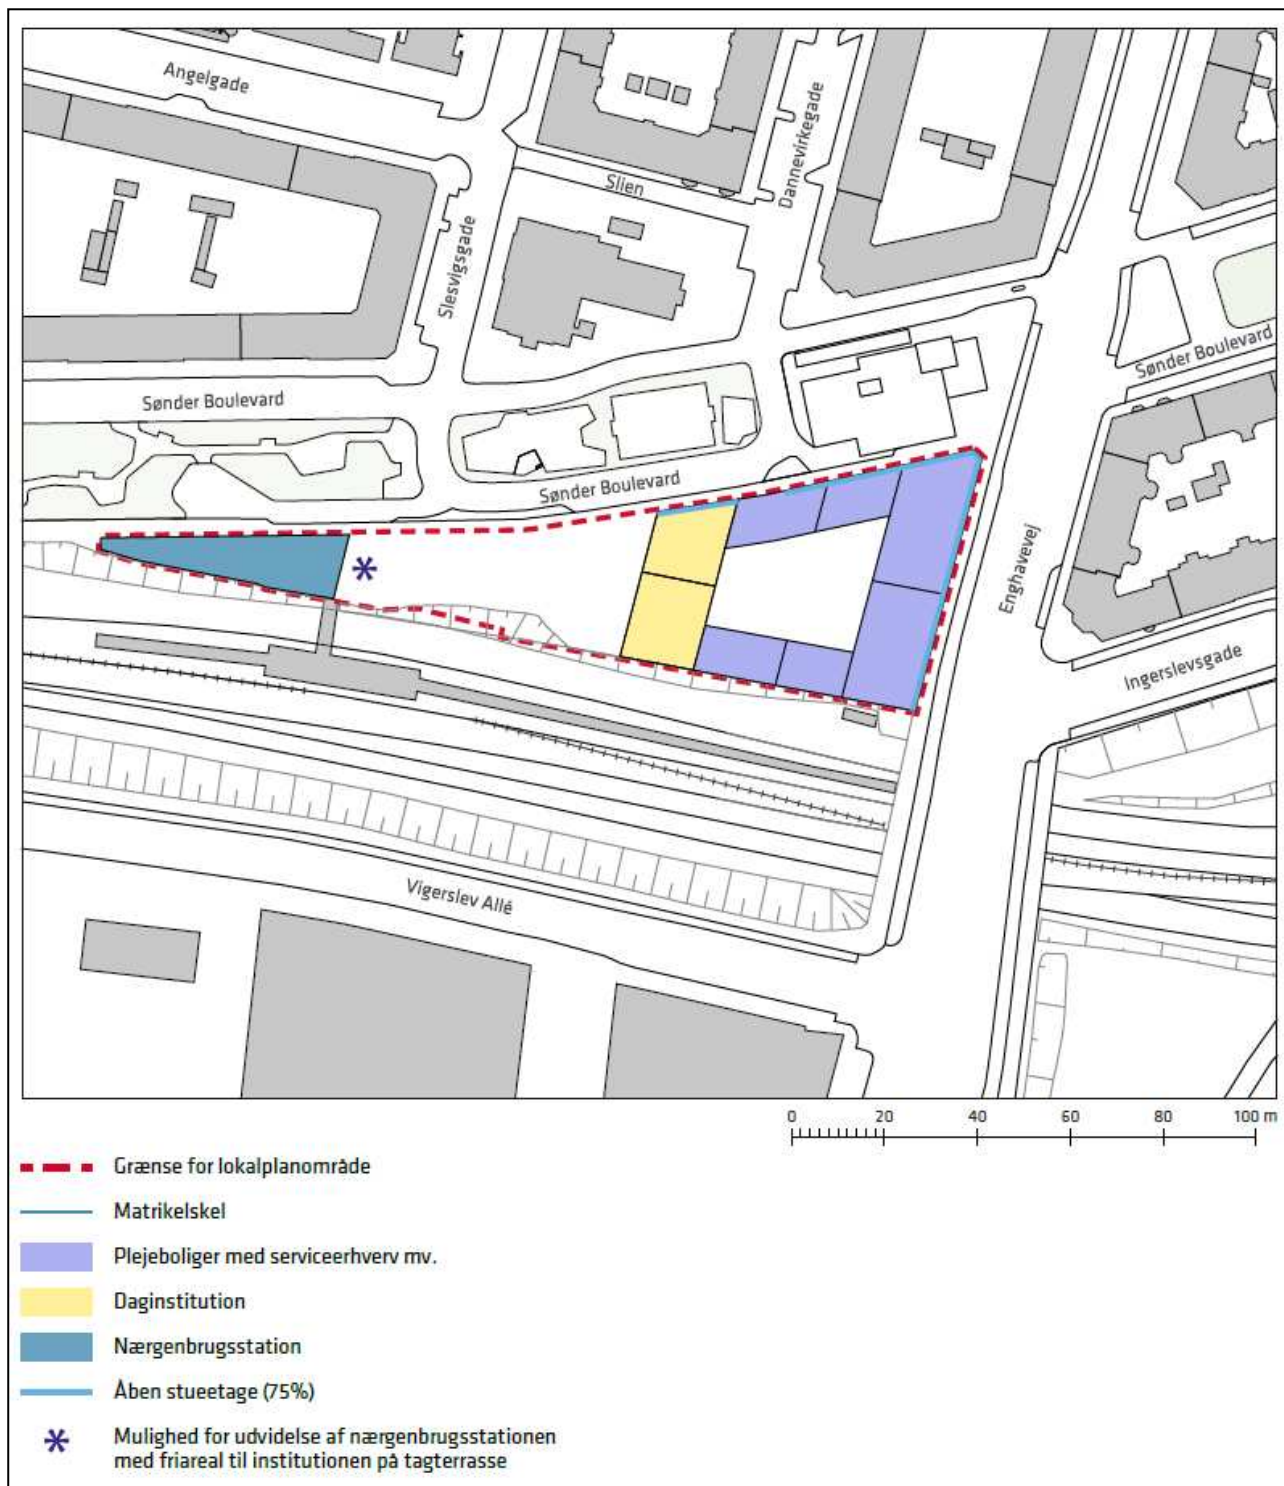 Angelgade
Slien
Dannevirkegade
Slesvigsgade
Sønder Boulevard
Sønder Boulevard
Sønder Boulevard
Enghavevej
Ingerslevsgade
Vigerslev Allé
0 20 40 60 80 100 m
Grænse for lokalplanområde
Matrikelskel
Plejeboliger med serviceerhverv mv.
Daginstitution
Nærgenbrugsstation
Åben stueetage (75%)
Mulighed for udvidelse af nærgenbrugsstationen
med friareal til institutionen på tagterrasse